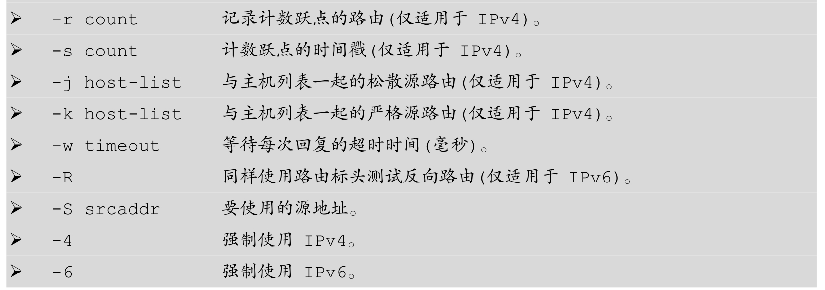 ➢ -r count 记录计数跃点的路由(仅适用于 IPv4)。
➢ -s count 计数跃点的时间戳(仅适用于 IPv4)。
➢ -j host-list 与主机列表一起的松散源路由(仅适用于 IPv4)。
➢ -k host-list 与主机列表一起的严格源路由(仅适用于 IPv4)。
➢ -w timeout 等待每次回复的超时时间(毫秒)。
➢ -R 同样使用路由标头测试反向路由(仅适用于 IPv6)。
➢ -S srcaddr 要使用的源地址。
➢ -4 强制使用 IPv4。
➢ -6 强制使用 IPv6。